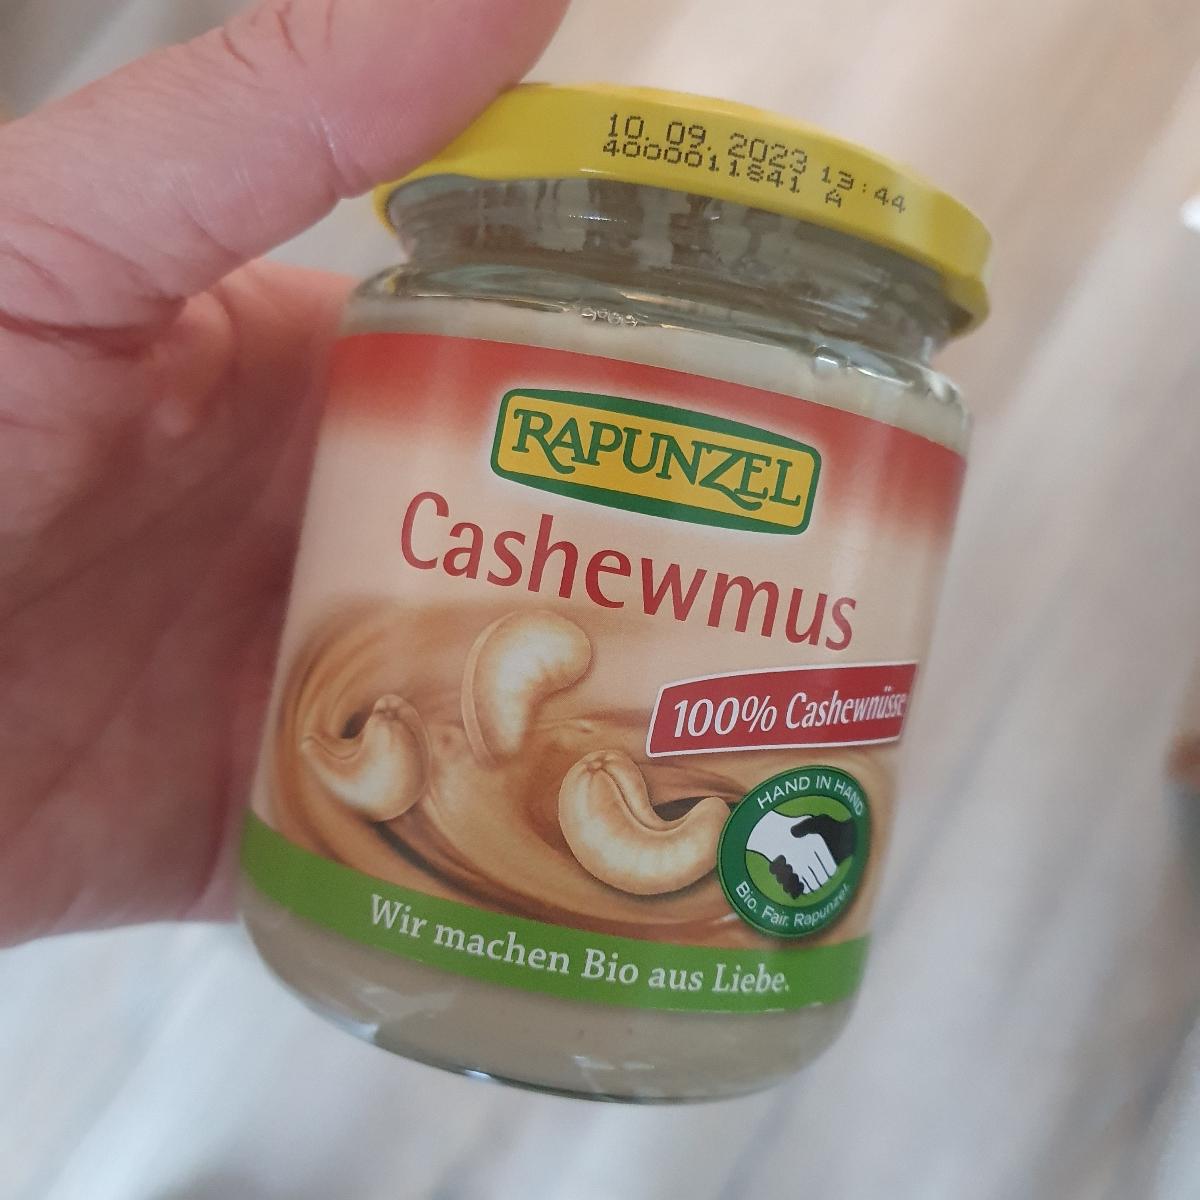 10. 09. 2023 13:44
4000011841 A
RAPUNZEL
Cashewmus
100% Cashewnüsse
HAND IN HAND
Bio. Fair. Rapunzel.
Wir machen Bio aus Liebe.